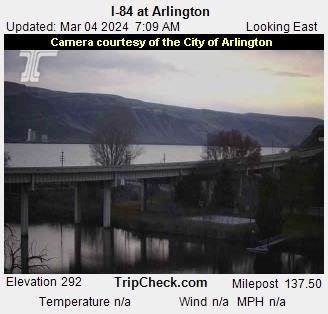 I-84 at Arlington
Updated: Mar 04 2024 7:09 AM Looking East
Camera courtesy of the City of Arlington
Elevation 292 TripCheck.com Milepost 137.50
Temperature n/a Wind n/a MPH n/a